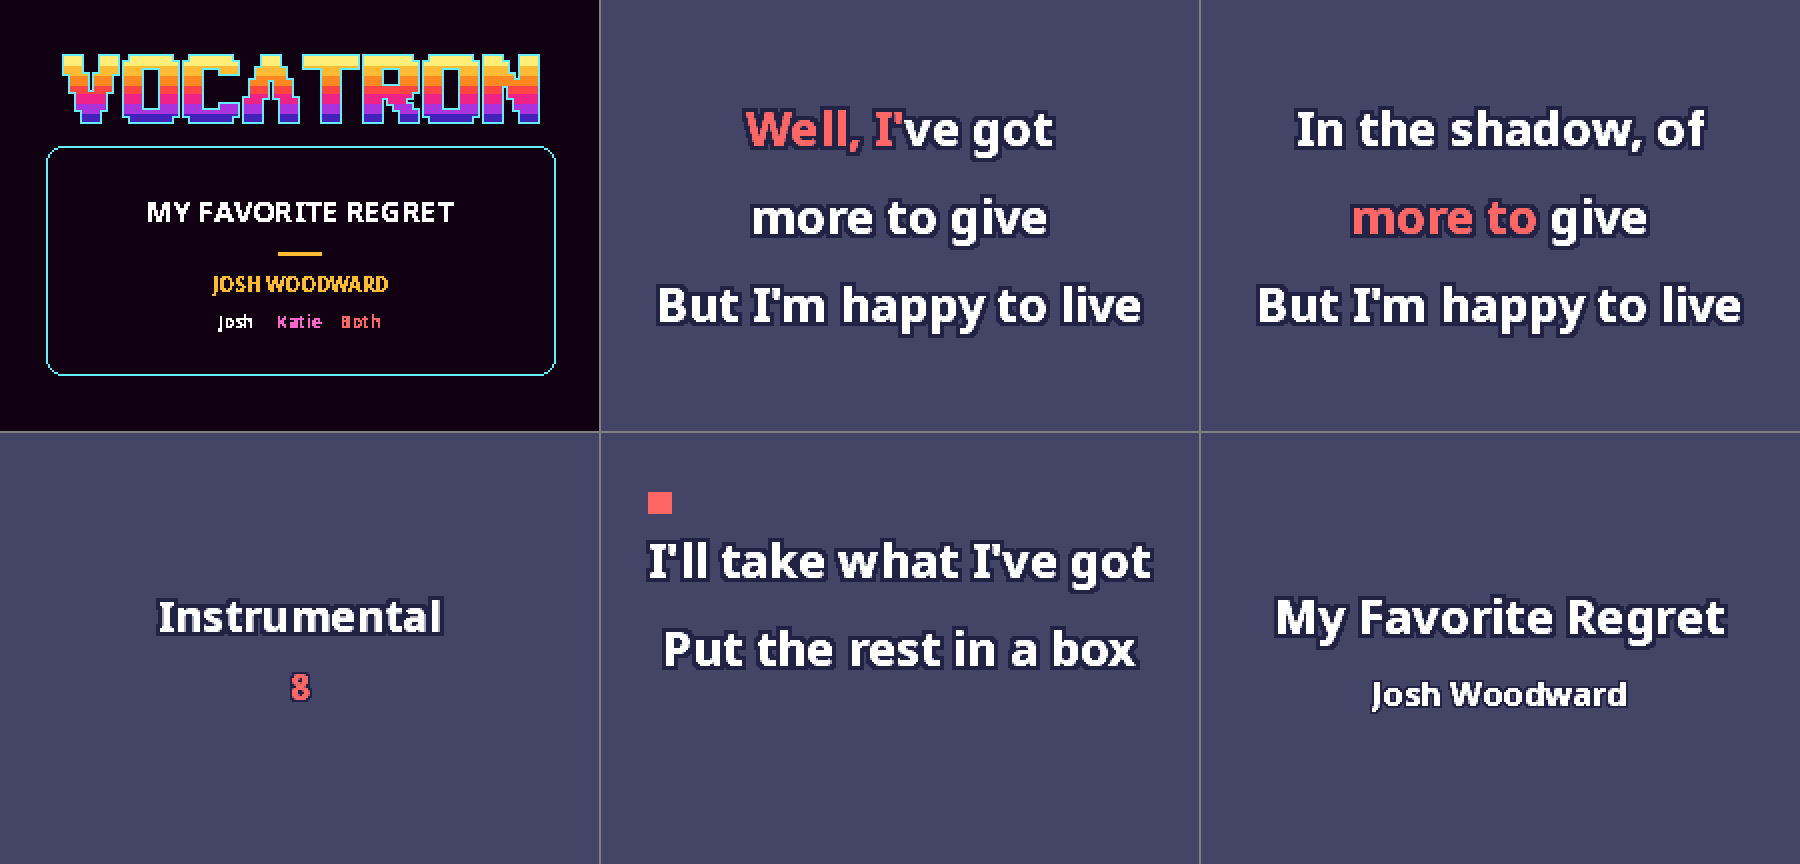 VOCATRON
MY FAVORITE REGRET
JOSH WOODWARD
Josh Katie Both
Well, I've got
more to give
But I'm happy to live
In the shadow, of
more to give
But I'm happy to live
Instrumental
8
I'll take what I've got
Put the rest in a box
My Favorite Regret
Josh Woodward